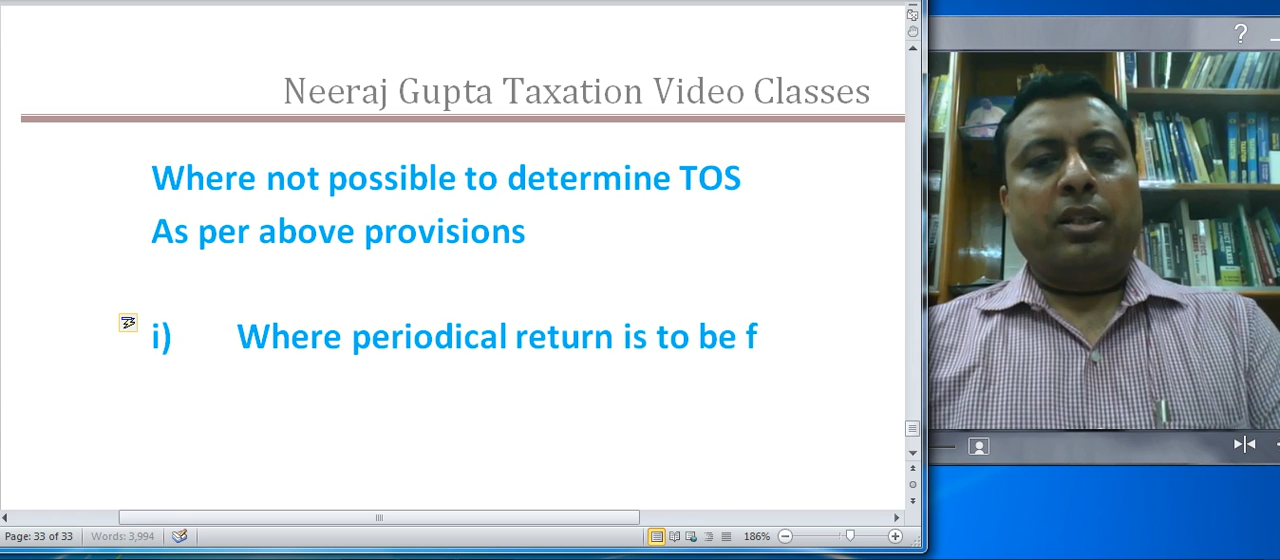 Neeraj Gupta Taxation Video Classes
Where not possible to determine TOS
As per above provisions
i) Where periodical return is to be f
Page: 33 of 33 Words: 3,994 186%